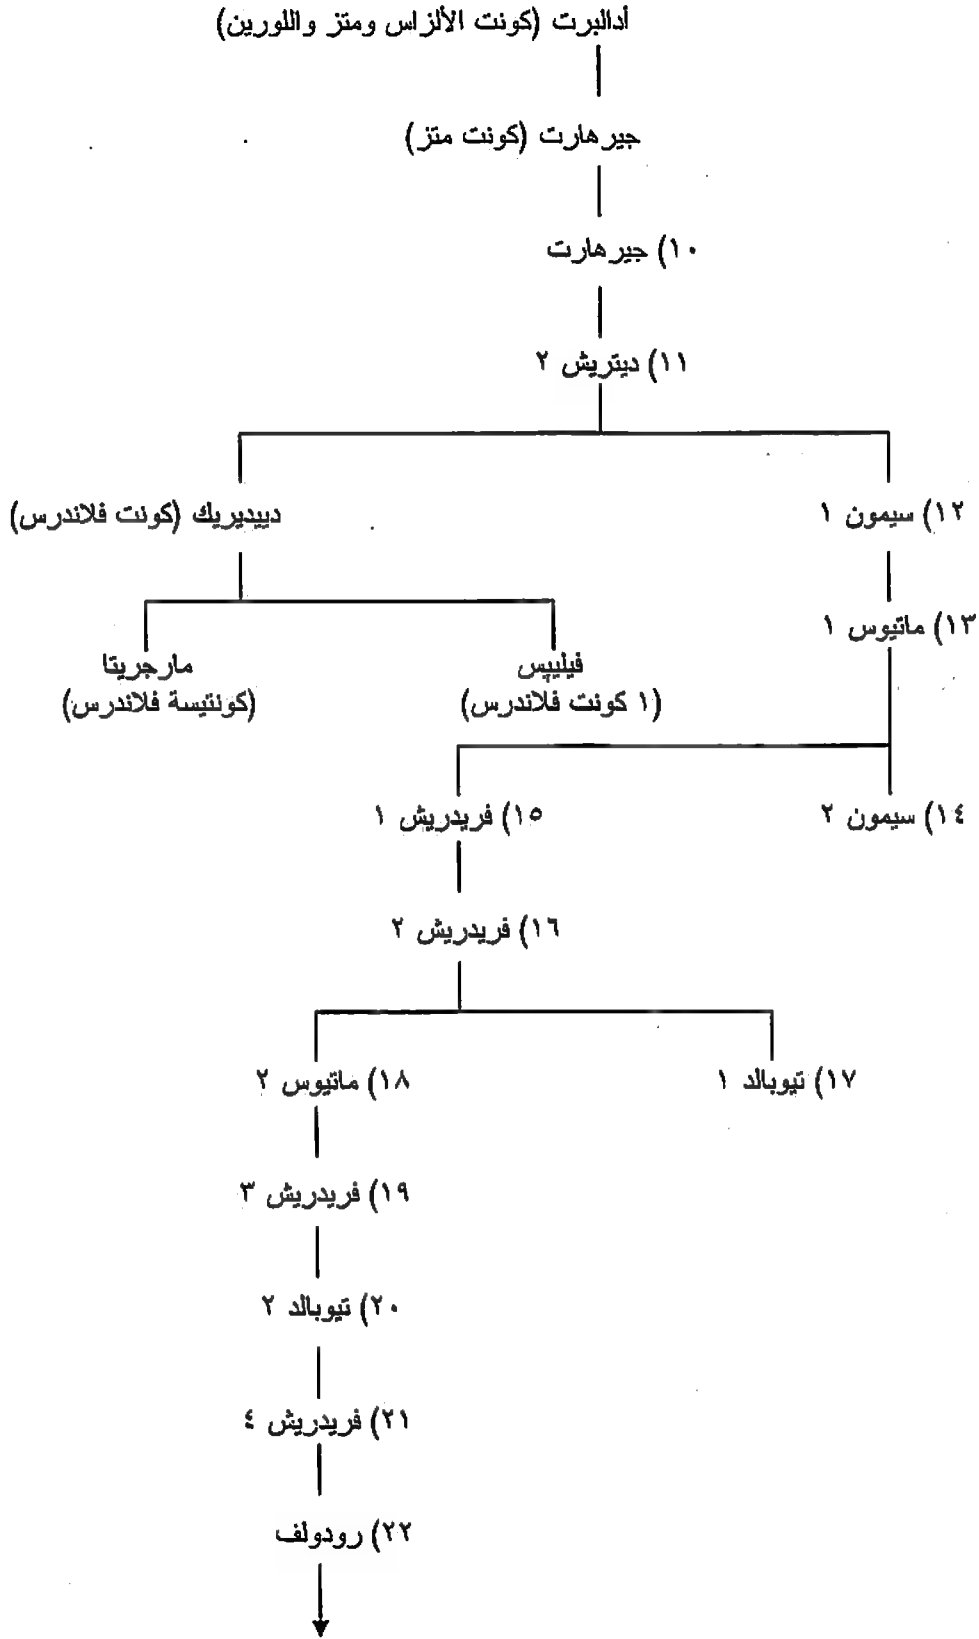 أدالبرت (كونت الألزاس ومتز واللورين)
جيرهارت (كونت متز)
١٠) جيرهارت
١١) ديتريش ٢
١٢) سيمون ١
دييديريك (كونت فلاندرس)
١٣) ماتيوس ١
فيليپس
(١ كونت فلاندرس)
مارجريتا
(كونتيسة فلاندرس)
١٤) سيمون ٢
١٥) فريدريش ١
١٦) فريدريش ٢
١٧) تيوبالد ١
١٨) ماتيوس ٢
١٩) فريدريش ٣
٢٠) تيوبالد ٢
٢١) فريدريش ٤
٢٢) رودولف